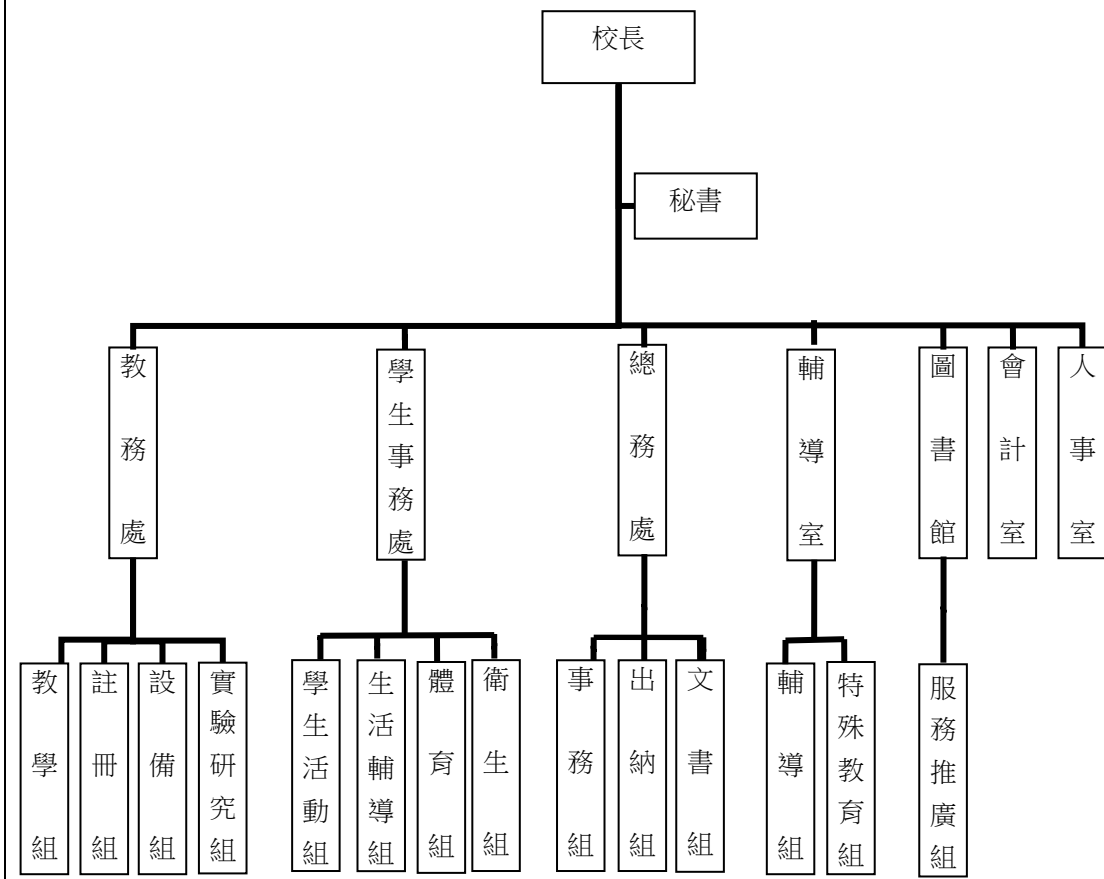 校長
秘書
教務處
學生事務處
總務處
輔導室
圖書館
會計室
人事室
教學組
註冊組
設備組
實驗研究組
學生活動組
生活輔導組
體育組
衛生組
事務組
出納組
文書組
輔導組
特殊教育組
服務推廣組